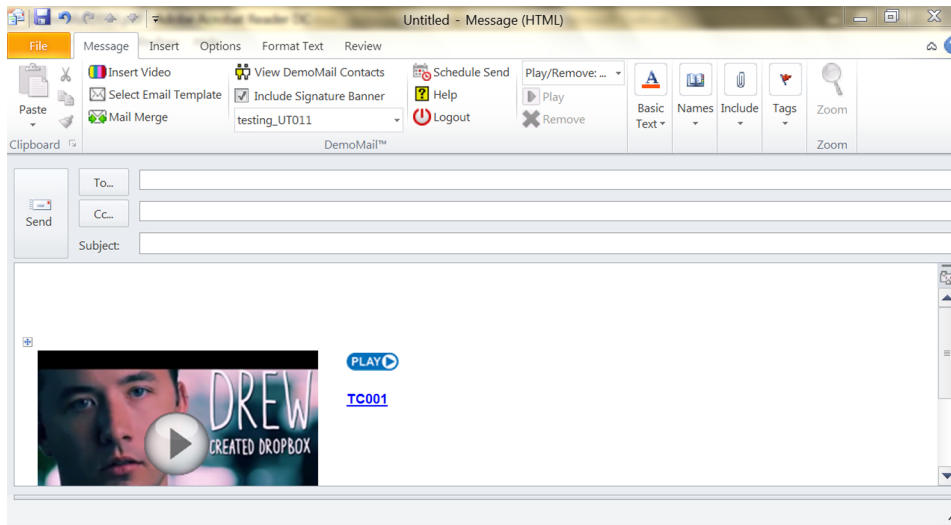 Untitled - Message (HTML)
File Message Insert Options Format Text Review
Insert Video View DemoMail Contacts Schedule Send Play/Remove: ...
Select Email Template Include Signature Banner Help Play
Mail Merge testing_UT011 Logout Remove
Paste Basic Text Names Include Tags Zoom
Clipboard DemoMail™ Zoom
Send To...
Cc...
Subject:
PLAY
TC001
DREW
CREATED DROPBOX